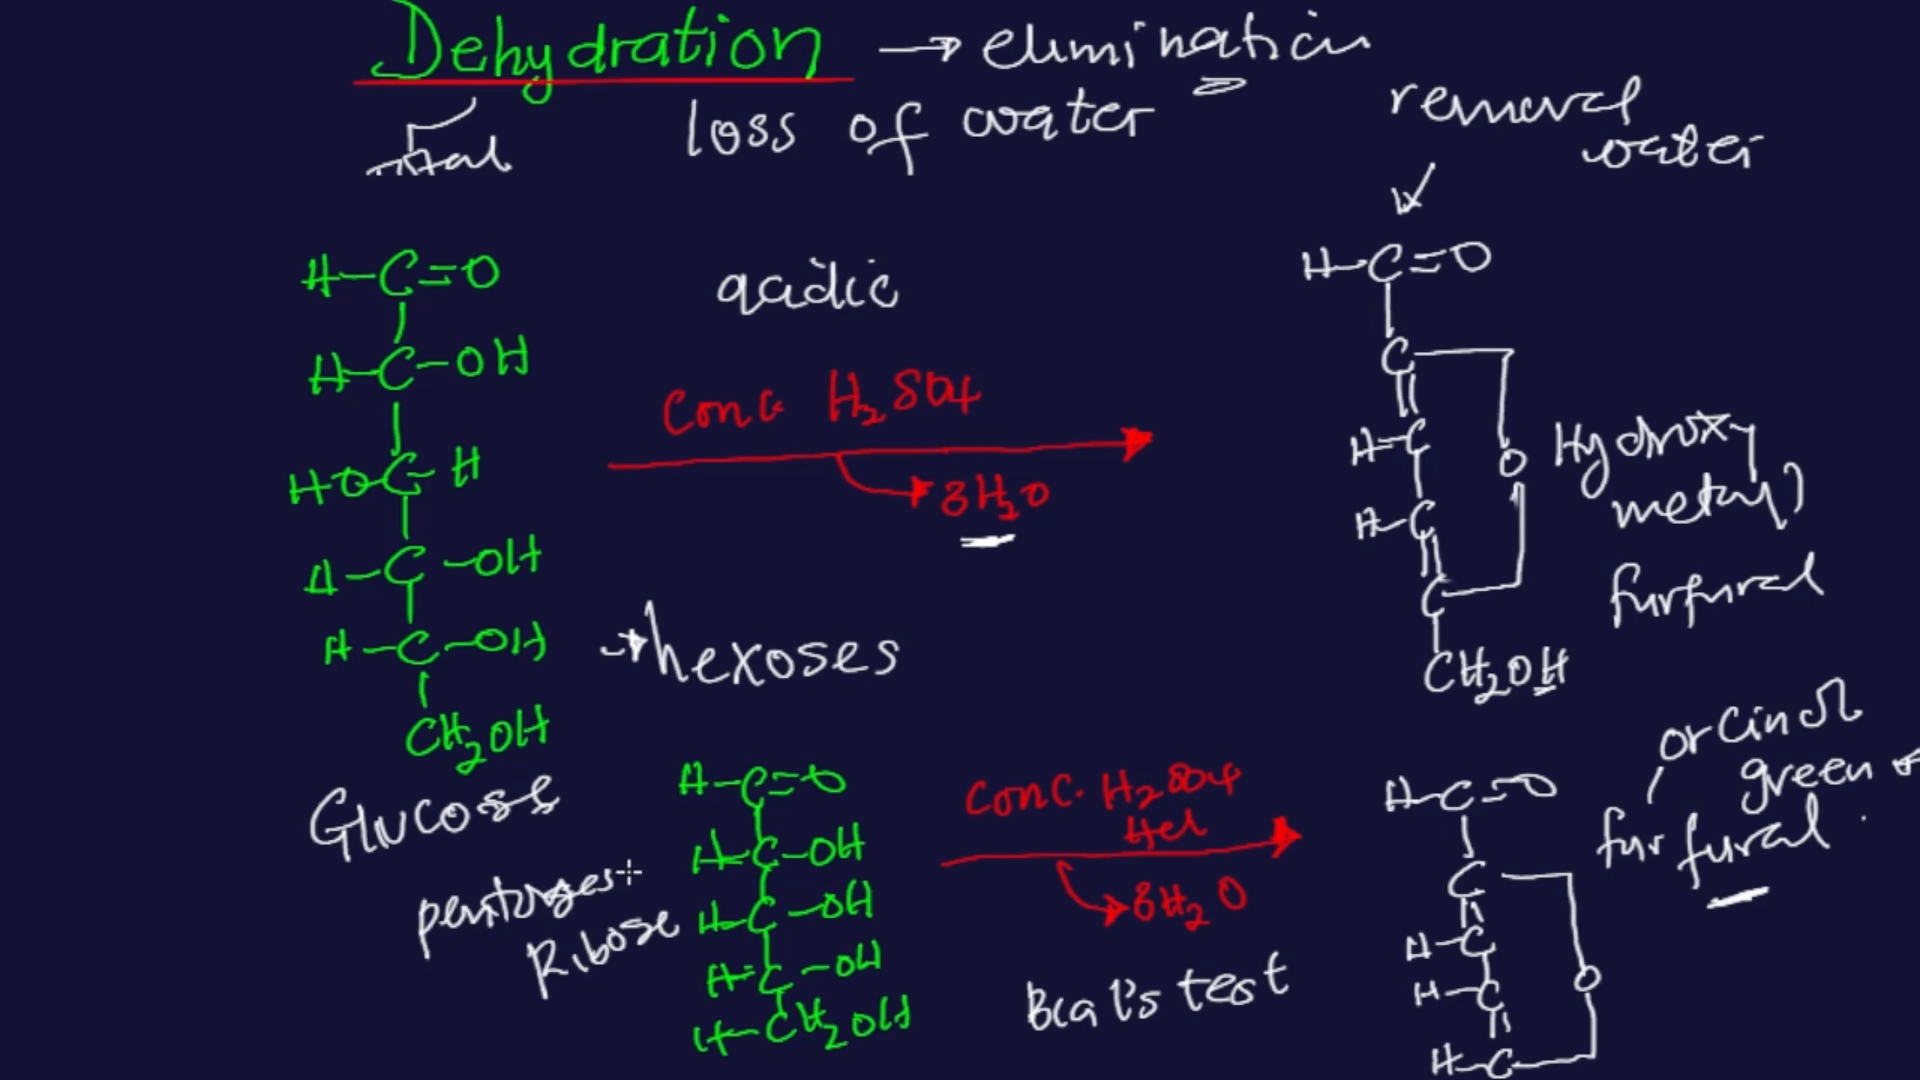 Dehydration → elimination
loss of water
removal
water
H-C=O
H-C-OH
HO-C-H
H-C-OH
H-C-OH
CH₂OH
Glucose
acidic
Conc. H₂SO₄
3H₂O
→ hexoses
H-C=O
C
H-C
O
H-C
C
CH₂OH
Hydroxy
furfural
pentoses
Ribose
H-C=O
H-C-OH
H-C-OH
H-C-OH
H-CH₂OH
Conc. H₂SO₄
HCl
3H₂O
Bial's test
H-C=O
C
H-C
H-C
O
H-C
orcinol
green
furfural